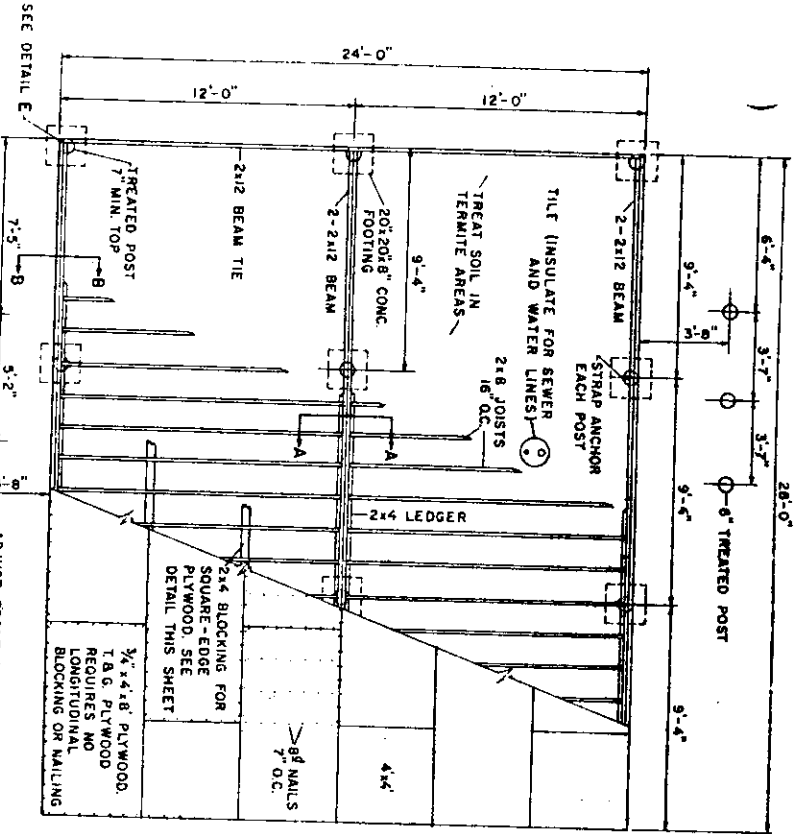 24'-0"
12'-0"
12'-0"
SEE DETAIL E
TREATED POST
7" MIN. TOP
2x12 BEAM TIE
20"x20"x8" CONC.
FOOTING
2-2x12 BEAM
9'-4"
TREAT SOIL IN
TERMITE AREAS
TILE (INSULATE FOR SEWER
AND WATER LINES)
2-2x12 BEAM
STRAP ANCHOR
EACH POST
2x8 JOISTS
16" O.C.
6'-4"
9'-4"
3'-8"
3'-7"
3'-7"
28'-0"
9'-4"
6" TREATED POST
9'-4"
7'-5"
B
B
5'-2"
-8"
A
A
2x4 LEDGER
2x4 BLOCKING FOR
SQUARE-EDGE
PLYWOOD. SEE
DETAIL THIS SHEET
3/4"x4'x8' PLYWOOD.
T.&G. PLYWOOD
REQUIRES NO
LONGITUDINAL
BLOCKING OR NAILING
8d NAILS
7" O.C.
4'x4'